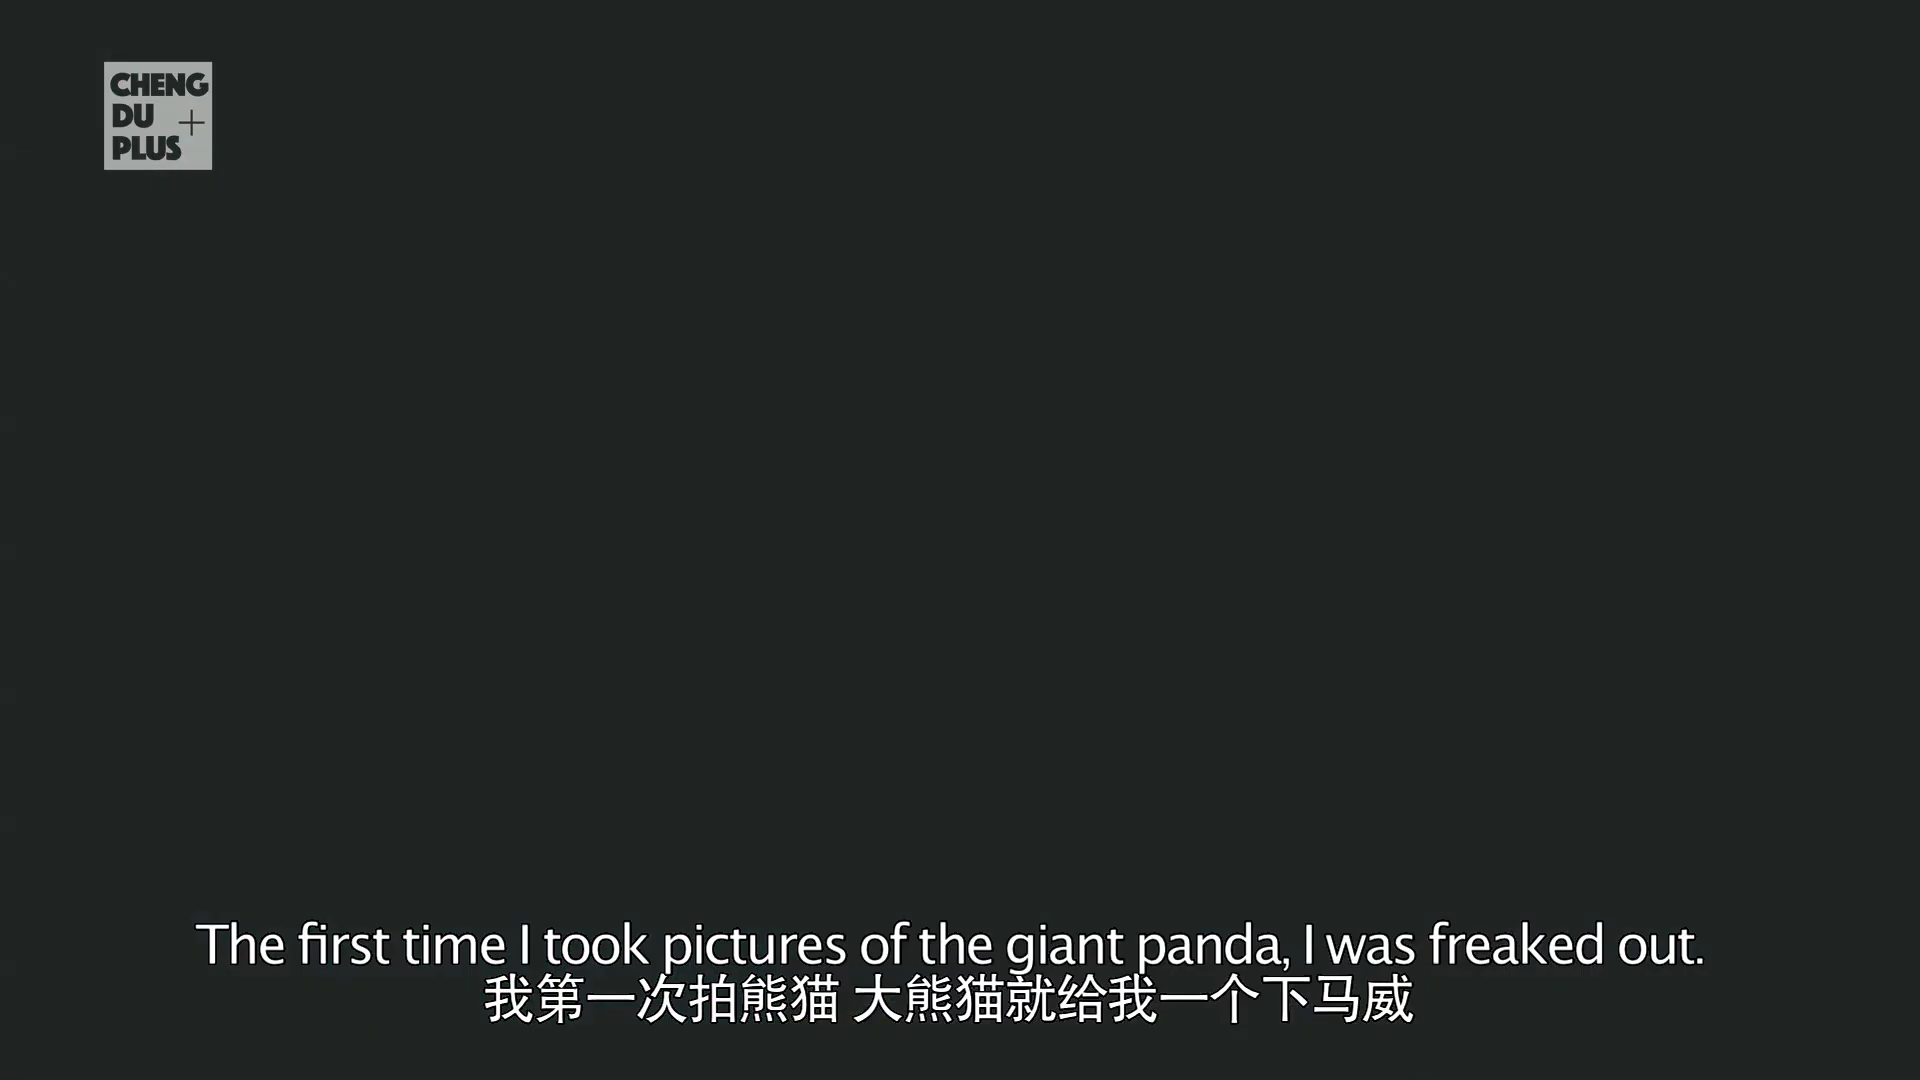 CHENG
DU +
PLUS
The first time I took pictures of the giant panda, I was freaked out.
我第一次拍熊猫 大熊猫就给我一个下马威